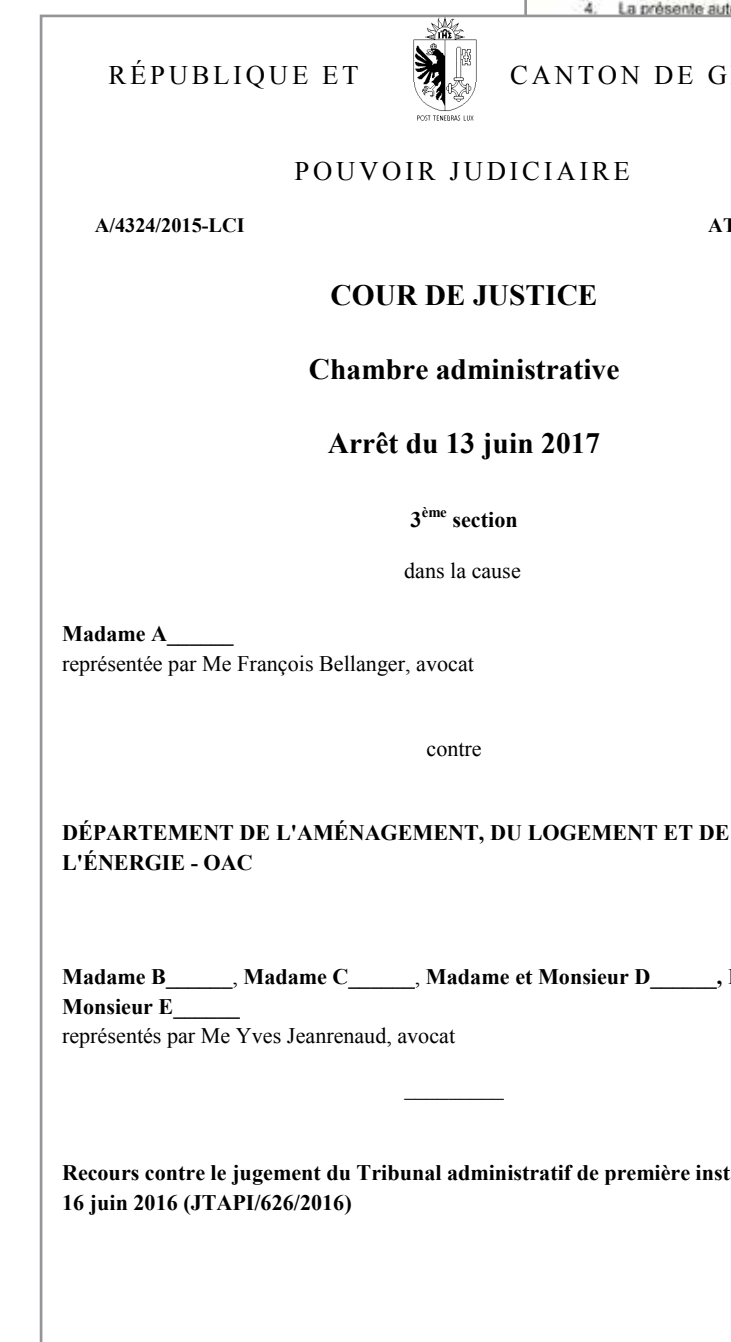 4. La présente
RÉPUBLIQUE ET CANTON DE G
POST TENEBRAS LUX
POUVOIR JUDICIAIRE
A/4324/2015-LCI
COUR DE JUSTICE
Chambre administrative
Arrêt du 13 juin 2017
3ème section
dans la cause
Madame A______
représentée par Me François Bellanger, avocat
contre
DÉPARTEMENT DE L'AMÉNAGEMENT, DU LOGEMENT ET DE
L'ÉNERGIE - OAC
Madame B______, Madame C______, Madame et Monsieur D______,
Monsieur E______
représentés par Me Yves Jeanrenaud, avocat
Recours contre le jugement du Tribunal administratif de première
16 juin 2016 (JTAPI/626/2016)